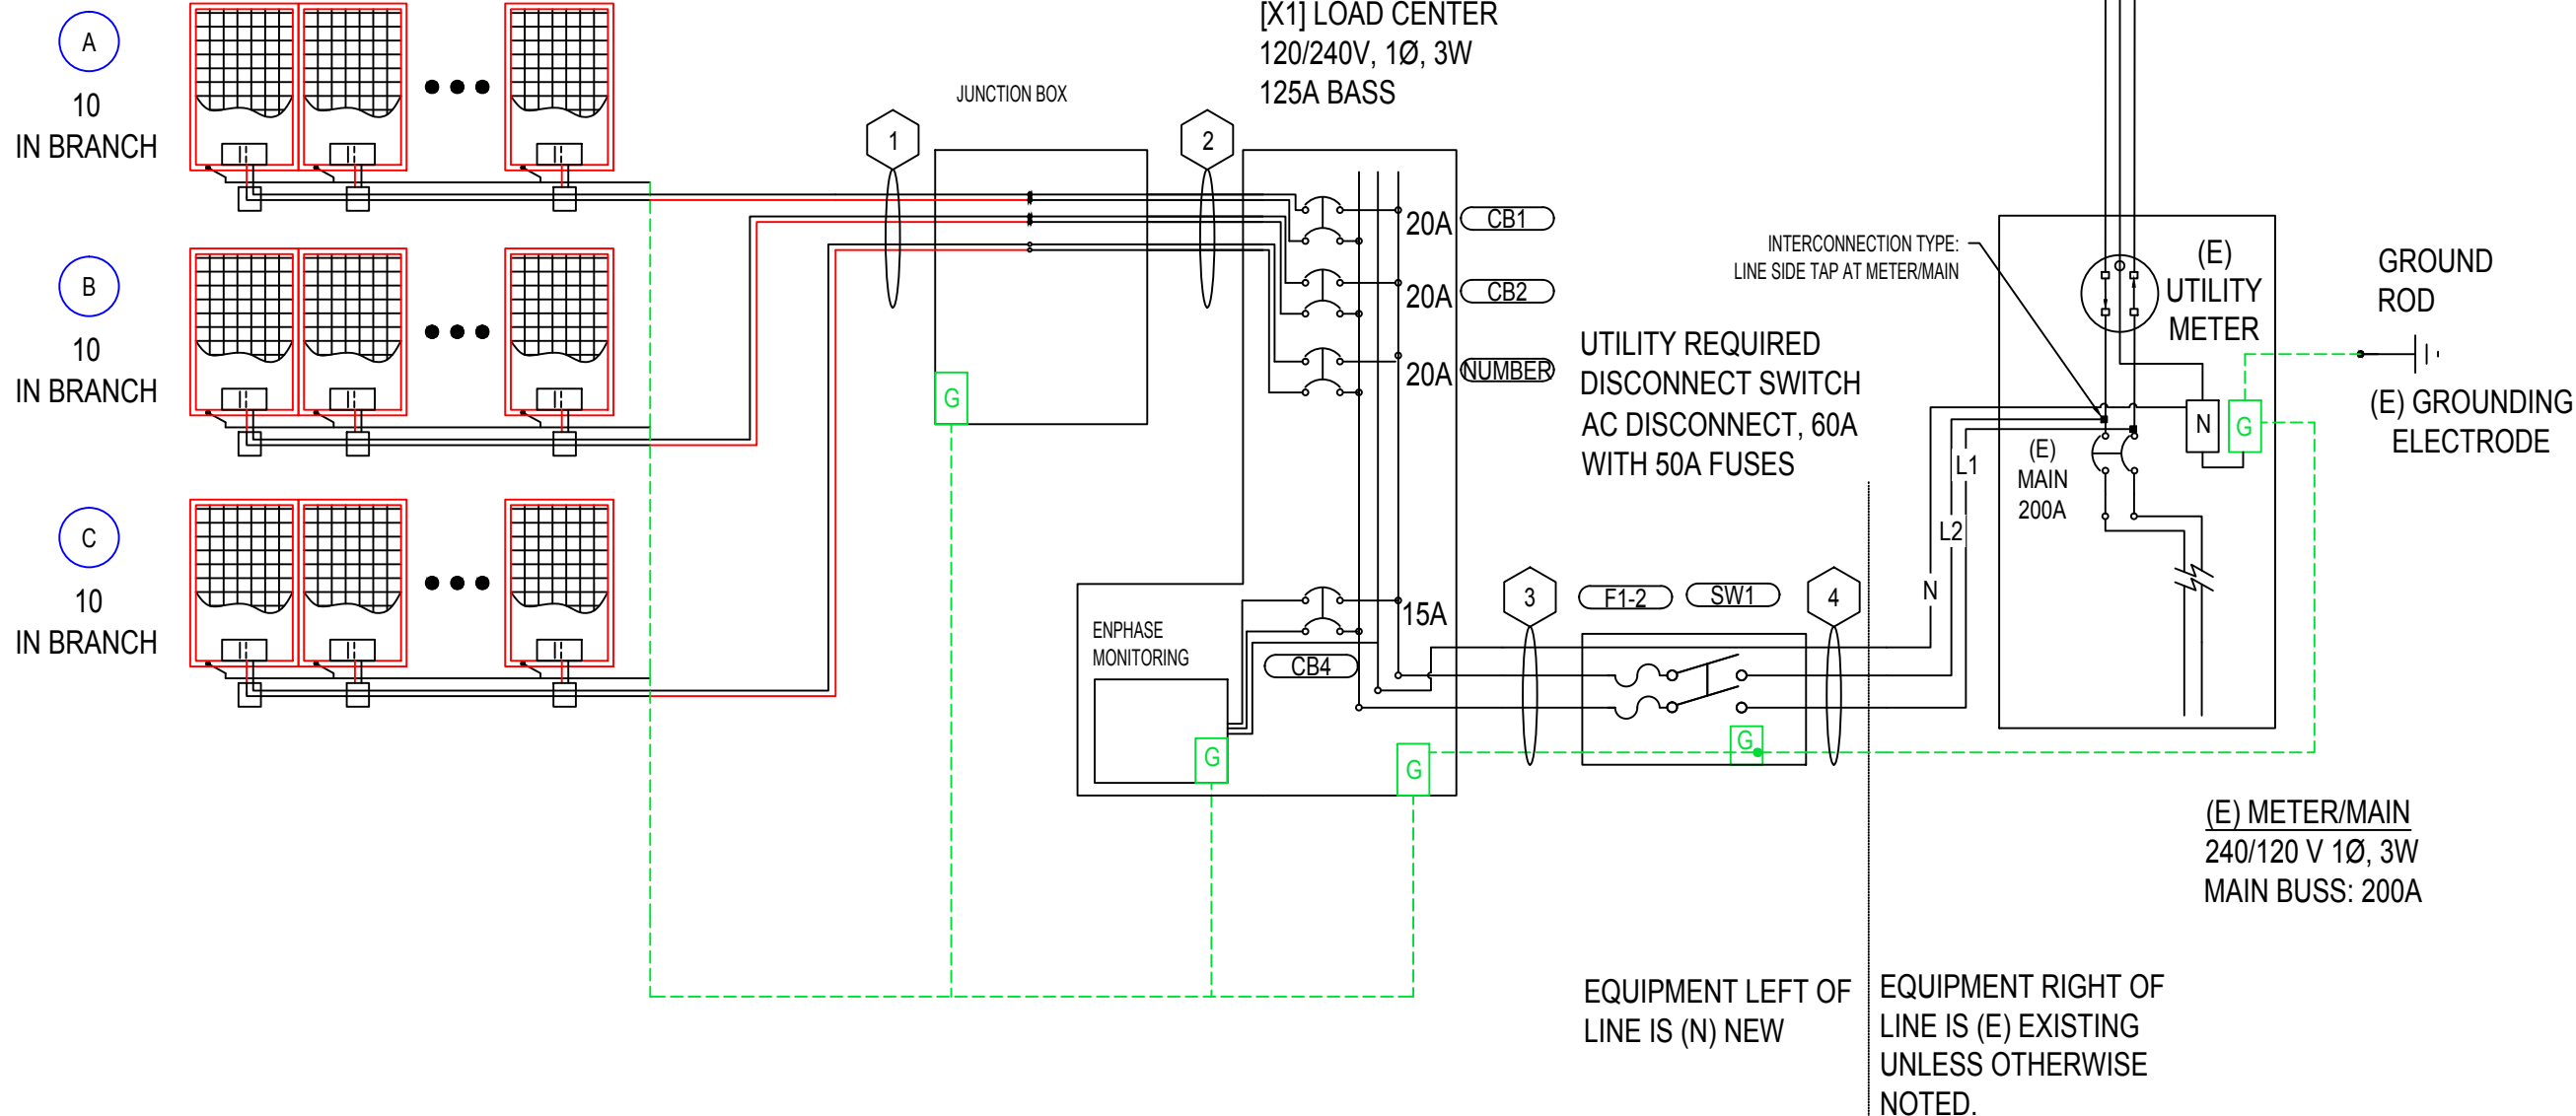 A
10
IN BRANCH
B
10
IN BRANCH
C
10
IN BRANCH
JUNCTION BOX
1
2
G
[X1] LOAD CENTER
120/240V, 1Ø, 3W
125A BASS
20A
CB1
20A
CB2
20A
NUMBER
15A
CB4
ENPHASE
MONITORING
G
G
UTILITY REQUIRED
DISCONNECT SWITCH
AC DISCONNECT, 60A
WITH 50A FUSES
3
F1-2
SW1
4
G
INTERCONNECTION TYPE:
LINE SIDE TAP AT METER/MAIN
L1
L2
N
(E)
UTILITY
METER
(E)
MAIN
200A
N
G
GROUND
ROD
(E) GROUNDING
ELECTRODE
(E) METER/MAIN
240/120 V 1Ø, 3W
MAIN BUSS: 200A
EQUIPMENT LEFT OF
LINE IS (N) NEW
EQUIPMENT RIGHT OF
LINE IS (E) EXISTING
UNLESS OTHERWISE
NOTED.